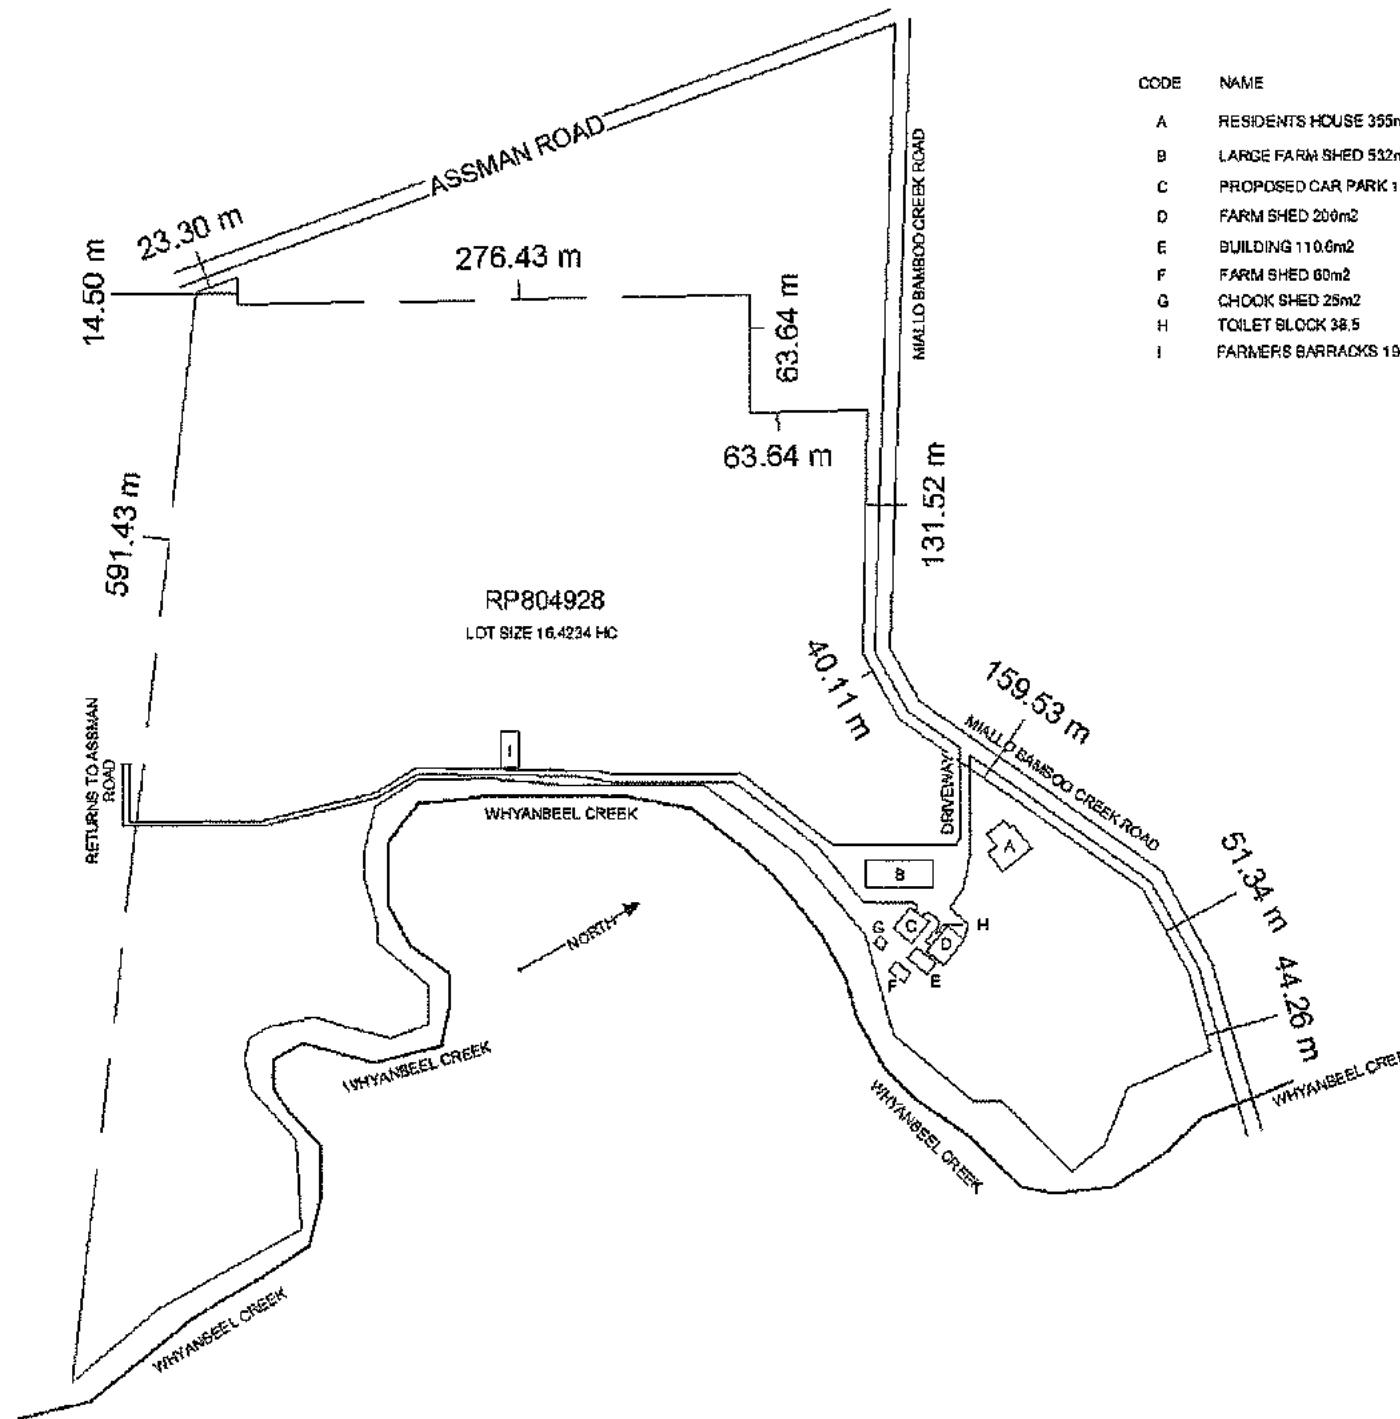 ASSMAN ROAD
MIALLO BAMBOO CREEK ROAD
CODE NAME
A RESIDENTS HOUSE 355m
B LARGE FARM SHED 532m
C PROPOSED CAR PARK 1
D FARM SHED 200m2
E BUILDING 110.6m2
F FARM SHED 60m2
G CHOOK SHED 25m2
H TOILET BLOCK 38.5
I FARMERS BARRACKS 19
23.30 m
14.50 m
276.43 m
63.64 m
63.64 m
131.52 m
591.43 m
RP804928
LOT SIZE 16.4234 HC
40.11 m
159.53 m
MIALLO BAMBOO CREEK ROAD
RETURNS TO ASSMAN
ROAD
I
WHYANBEEL CREEK
DRIVEWAY
A
B
51.34 m
G
C
H
D
F
E
NORTH
44.26 m
WHYANBEEL CREEK
WHYANBEEL CREEK
WHYANBEEL CREE
WHYANBEEL CREEK